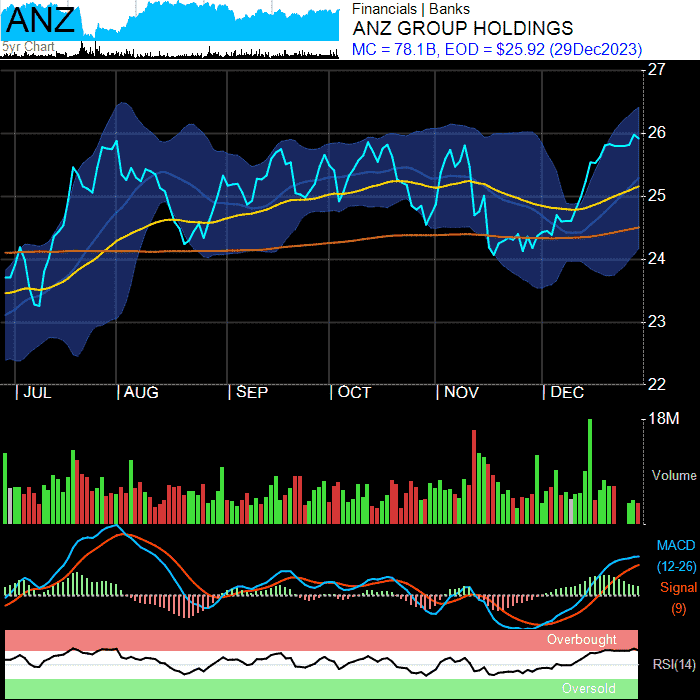 ANZ
5yr Chart
Financials | Banks
ANZ GROUP HOLDINGS
MC = 78.1B, EOD = $25.92 (29Dec2023)
27
26
25
24
23
22
JUL AUG SEP OCT NOV DEC
18M
Volume
MACD
(12-26)
Signal
(9)
Overbought
RSI(14)
Oversold